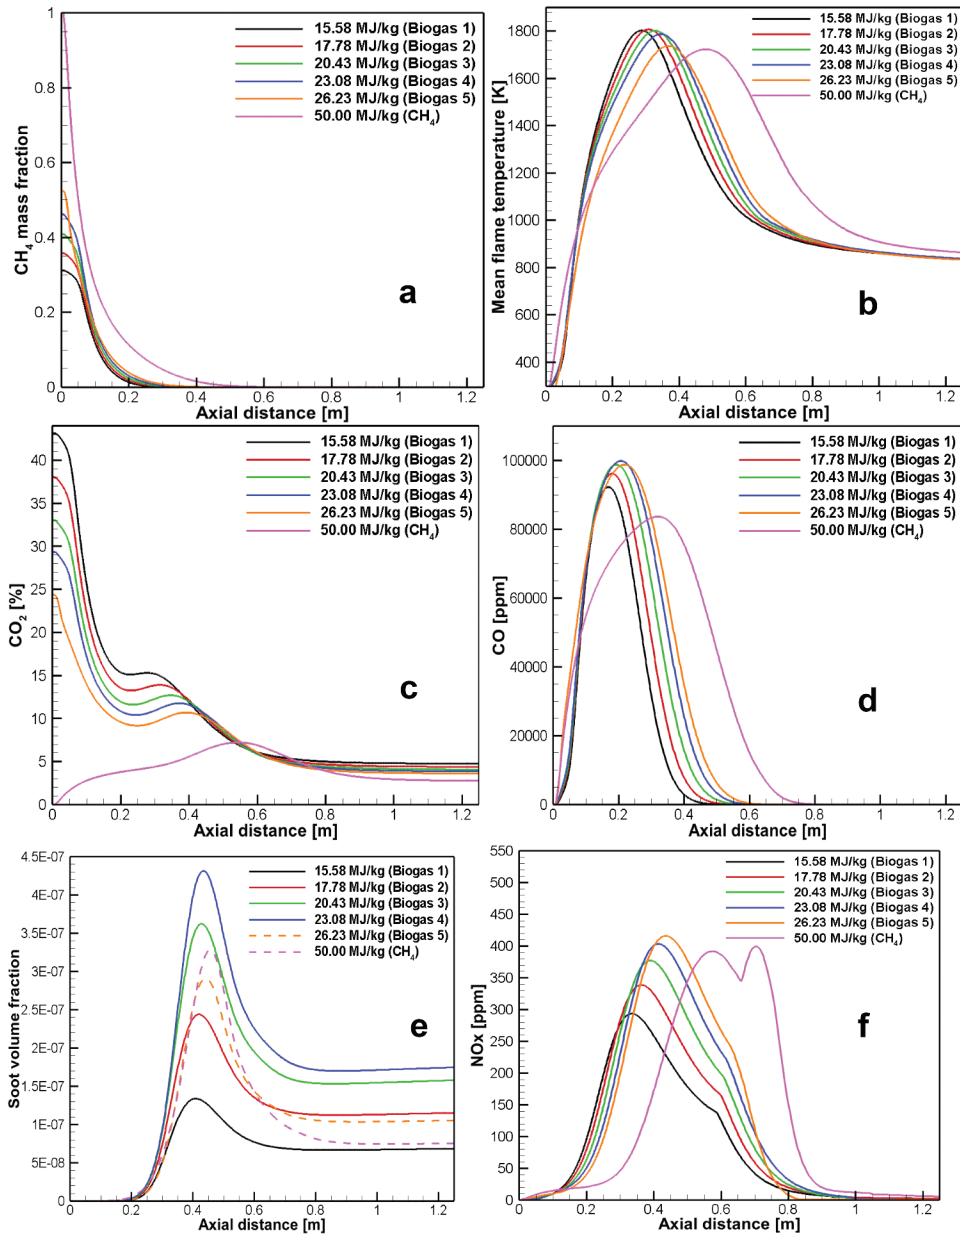 15.58 MJ/kg (Biogas 1)
17.78 MJ/kg (Biogas 2)
20.43 MJ/kg (Biogas 3)
23.08 MJ/kg (Biogas 4)
26.23 MJ/kg (Biogas 5)
50.00 MJ/kg (CH₄)
1
0.8
0.6
0.4
0.2
0
CH₄ mass fraction
a
0
0.2
0.4
0.6
0.8
1
1.2
Axial distance [m]
15.58 MJ/kg (Biogas 1)
17.78 MJ/kg (Biogas 2)
20.43 MJ/kg (Biogas 3)
23.08 MJ/kg (Biogas 4)
26.23 MJ/kg (Biogas 5)
50.00 MJ/kg (CH₄)
1800
1600
1400
1200
1000
800
600
400
Mean flame temperature [K]
b
0
0.2
0.4
0.6
0.8
1
1.2
Axial distance [m]
15.58 MJ/kg (Biogas 1)
17.78 MJ/kg (Biogas 2)
20.43 MJ/kg (Biogas 3)
23.08 MJ/kg (Biogas 4)
26.23 MJ/kg (Biogas 5)
50.00 MJ/kg (CH₄)
40
35
30
25
20
15
10
5
0
CO₂ [%]
c
0
0.2
0.4
0.6
0.8
1
1.2
Axial distance [m]
15.58 MJ/kg (Biogas 1)
17.78 MJ/kg (Biogas 2)
20.43 MJ/kg (Biogas 3)
23.08 MJ/kg (Biogas 4)
26.23 MJ/kg (Biogas 5)
50.00 MJ/kg (CH₄)
100000
80000
60000
40000
20000
0
CO [ppm]
d
0
0.2
0.4
0.6
0.8
1
1.2
Axial distance [m]
15.58 MJ/kg (Biogas 1)
17.78 MJ/kg (Biogas 2)
20.43 MJ/kg (Biogas 3)
23.08 MJ/kg (Biogas 4)
26.23 MJ/kg (Biogas 5)
50.00 MJ/kg (CH₄)
4.5E-07
4E-07
3.5E-07
3E-07
2.5E-07
2E-07
1.5E-07
1E-07
5E-08
0
Soot volume fraction
e
0
0.2
0.4
0.6
0.8
1
1.2
Axial distance [m]
15.58 MJ/kg (Biogas 1)
17.78 MJ/kg (Biogas 2)
20.43 MJ/kg (Biogas 3)
23.08 MJ/kg (Biogas 4)
26.23 MJ/kg (Biogas 5)
50.00 MJ/kg (CH₄)
550
500
450
400
350
300
250
200
150
100
50
0
NOx [ppm]
f
0
0.2
0.4
0.6
0.8
1
1.2
Axial distance [m]